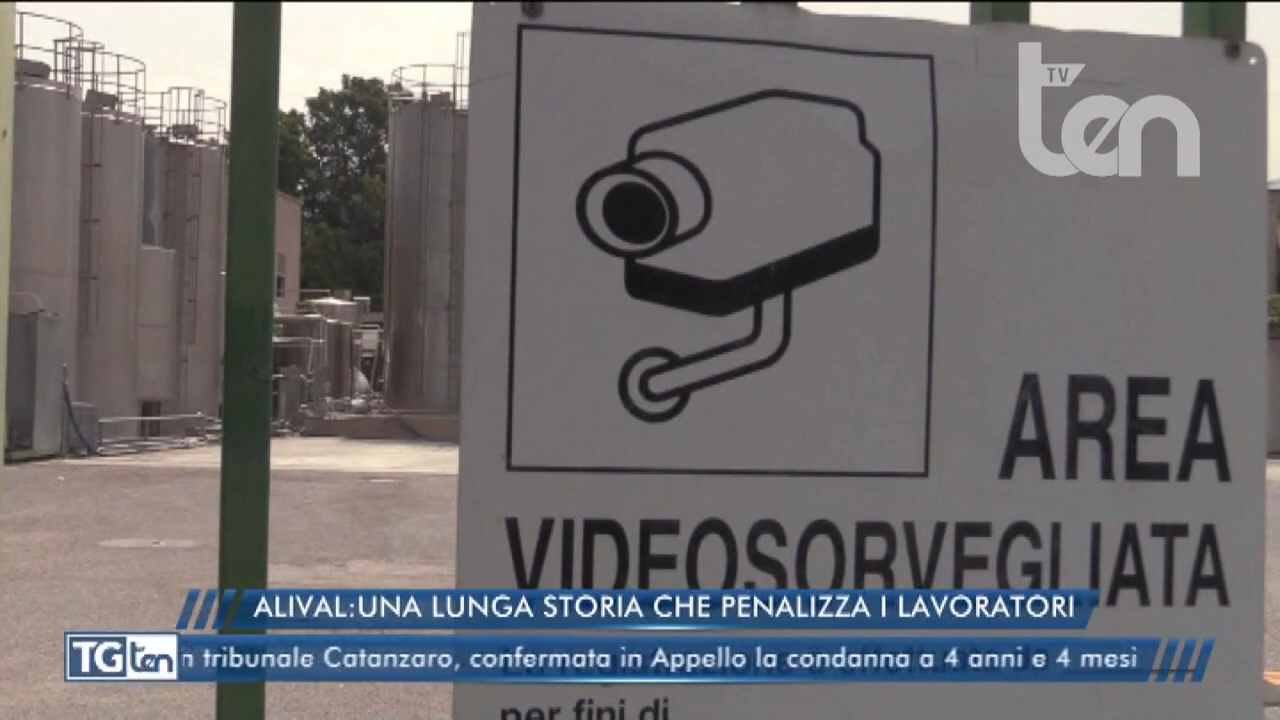 TV
ten
AREA
VIDEOSORVEGLIATA
ALIVAL:UNA LUNGA STORIA CHE PENALIZZA I LAVORATORI
TG ten tribunale Catanzaro, confermata in Appello la condanna a 4 anni e 4 mesi
per fini di